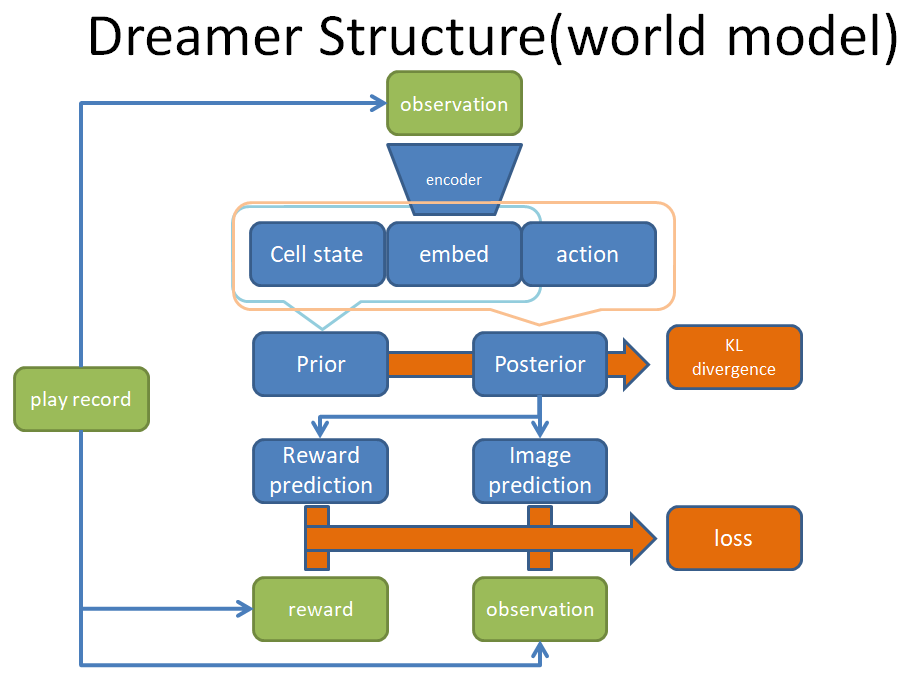 Dreamer Structure(world model)
observation
encoder
Cell state
embed
action
Prior
Posterior
KL
divergence
play record
Reward
prediction
Image
prediction
loss
reward
observation